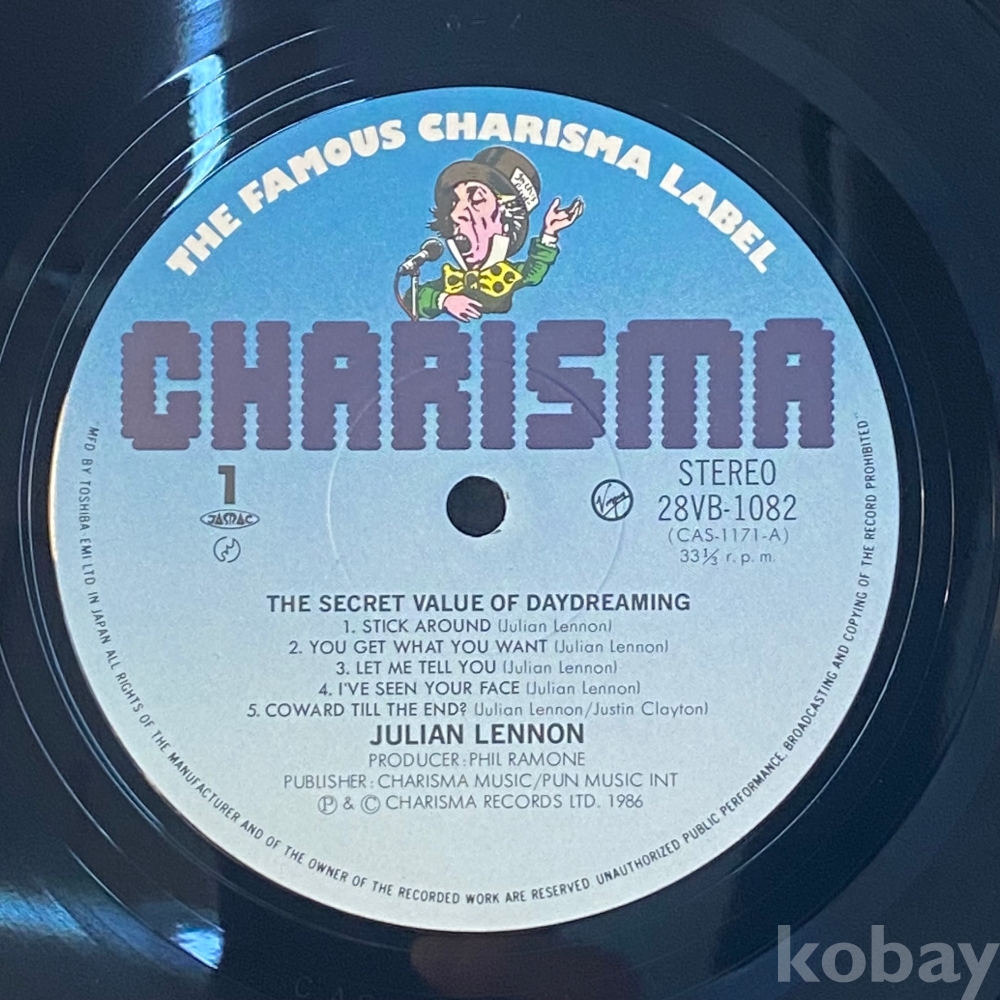 THE FAMOUS CHARISMA LABEL
CHARISMA
1
JASRAC
Virgin
STEREO
28VB-1082
(CAS-1171-A)
33⅓ r. p. m.
THE SECRET VALUE OF DAYDREAMING
1. STICK AROUND (Julian Lennon)
2. YOU GET WHAT YOU WANT (Julian Lennon)
3. LET ME TELL YOU (Julian Lennon)
4. I'VE SEEN YOUR FACE (Julian Lennon)
5. COWARD TILL THE END? (Julian Lennon/Justin Clayton)
JULIAN LENNON
PRODUCER : PHIL RAMONE
PUBLISHER : CHARISMA MUSIC/PUN MUSIC INT
Ⓟ & © CHARISMA RECORDS LTD. 1986
MFD BY TOSHIBA EMI LTD IN JAPAN ALL RIGHTS OF THE MANUFACTURER AND OF THE OWNER OF THE RECORDED WORK ARE RESERVED UNAUTHORIZED PUBLIC PERFORMANCE. BROADCASTING AND COPYING OF THE RECORD PROHIBITED"
kobay